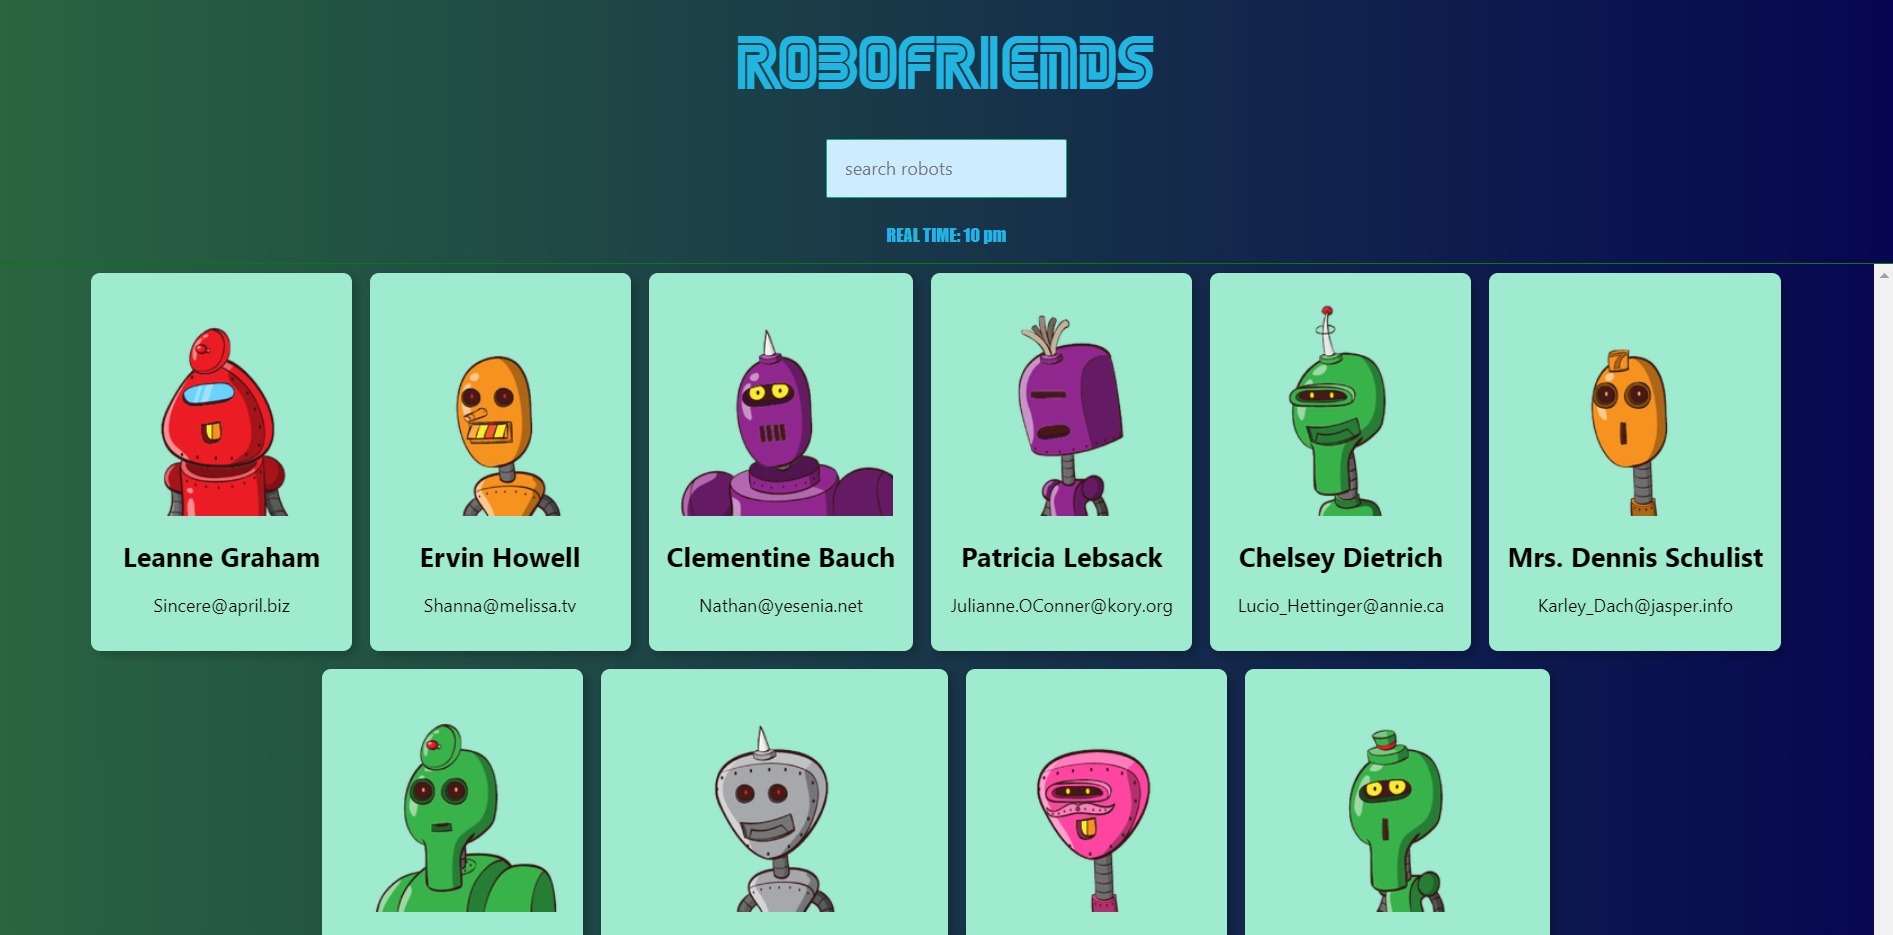 ROBOFRIENDS
search robots
REAL TIME: 10 pm
Leanne Graham
Sincere@april.biz
Ervin Howell
Shanna@melissa.tv
Clementine Bauch
Nathan@yesenia.net
Patricia Lebsack
Julianne.OConner@kory.org
Chelsey Dietrich
Lucio_Hettinger@annie.ca
7
Mrs. Dennis Schulist
Karley_Dach@jasper.info